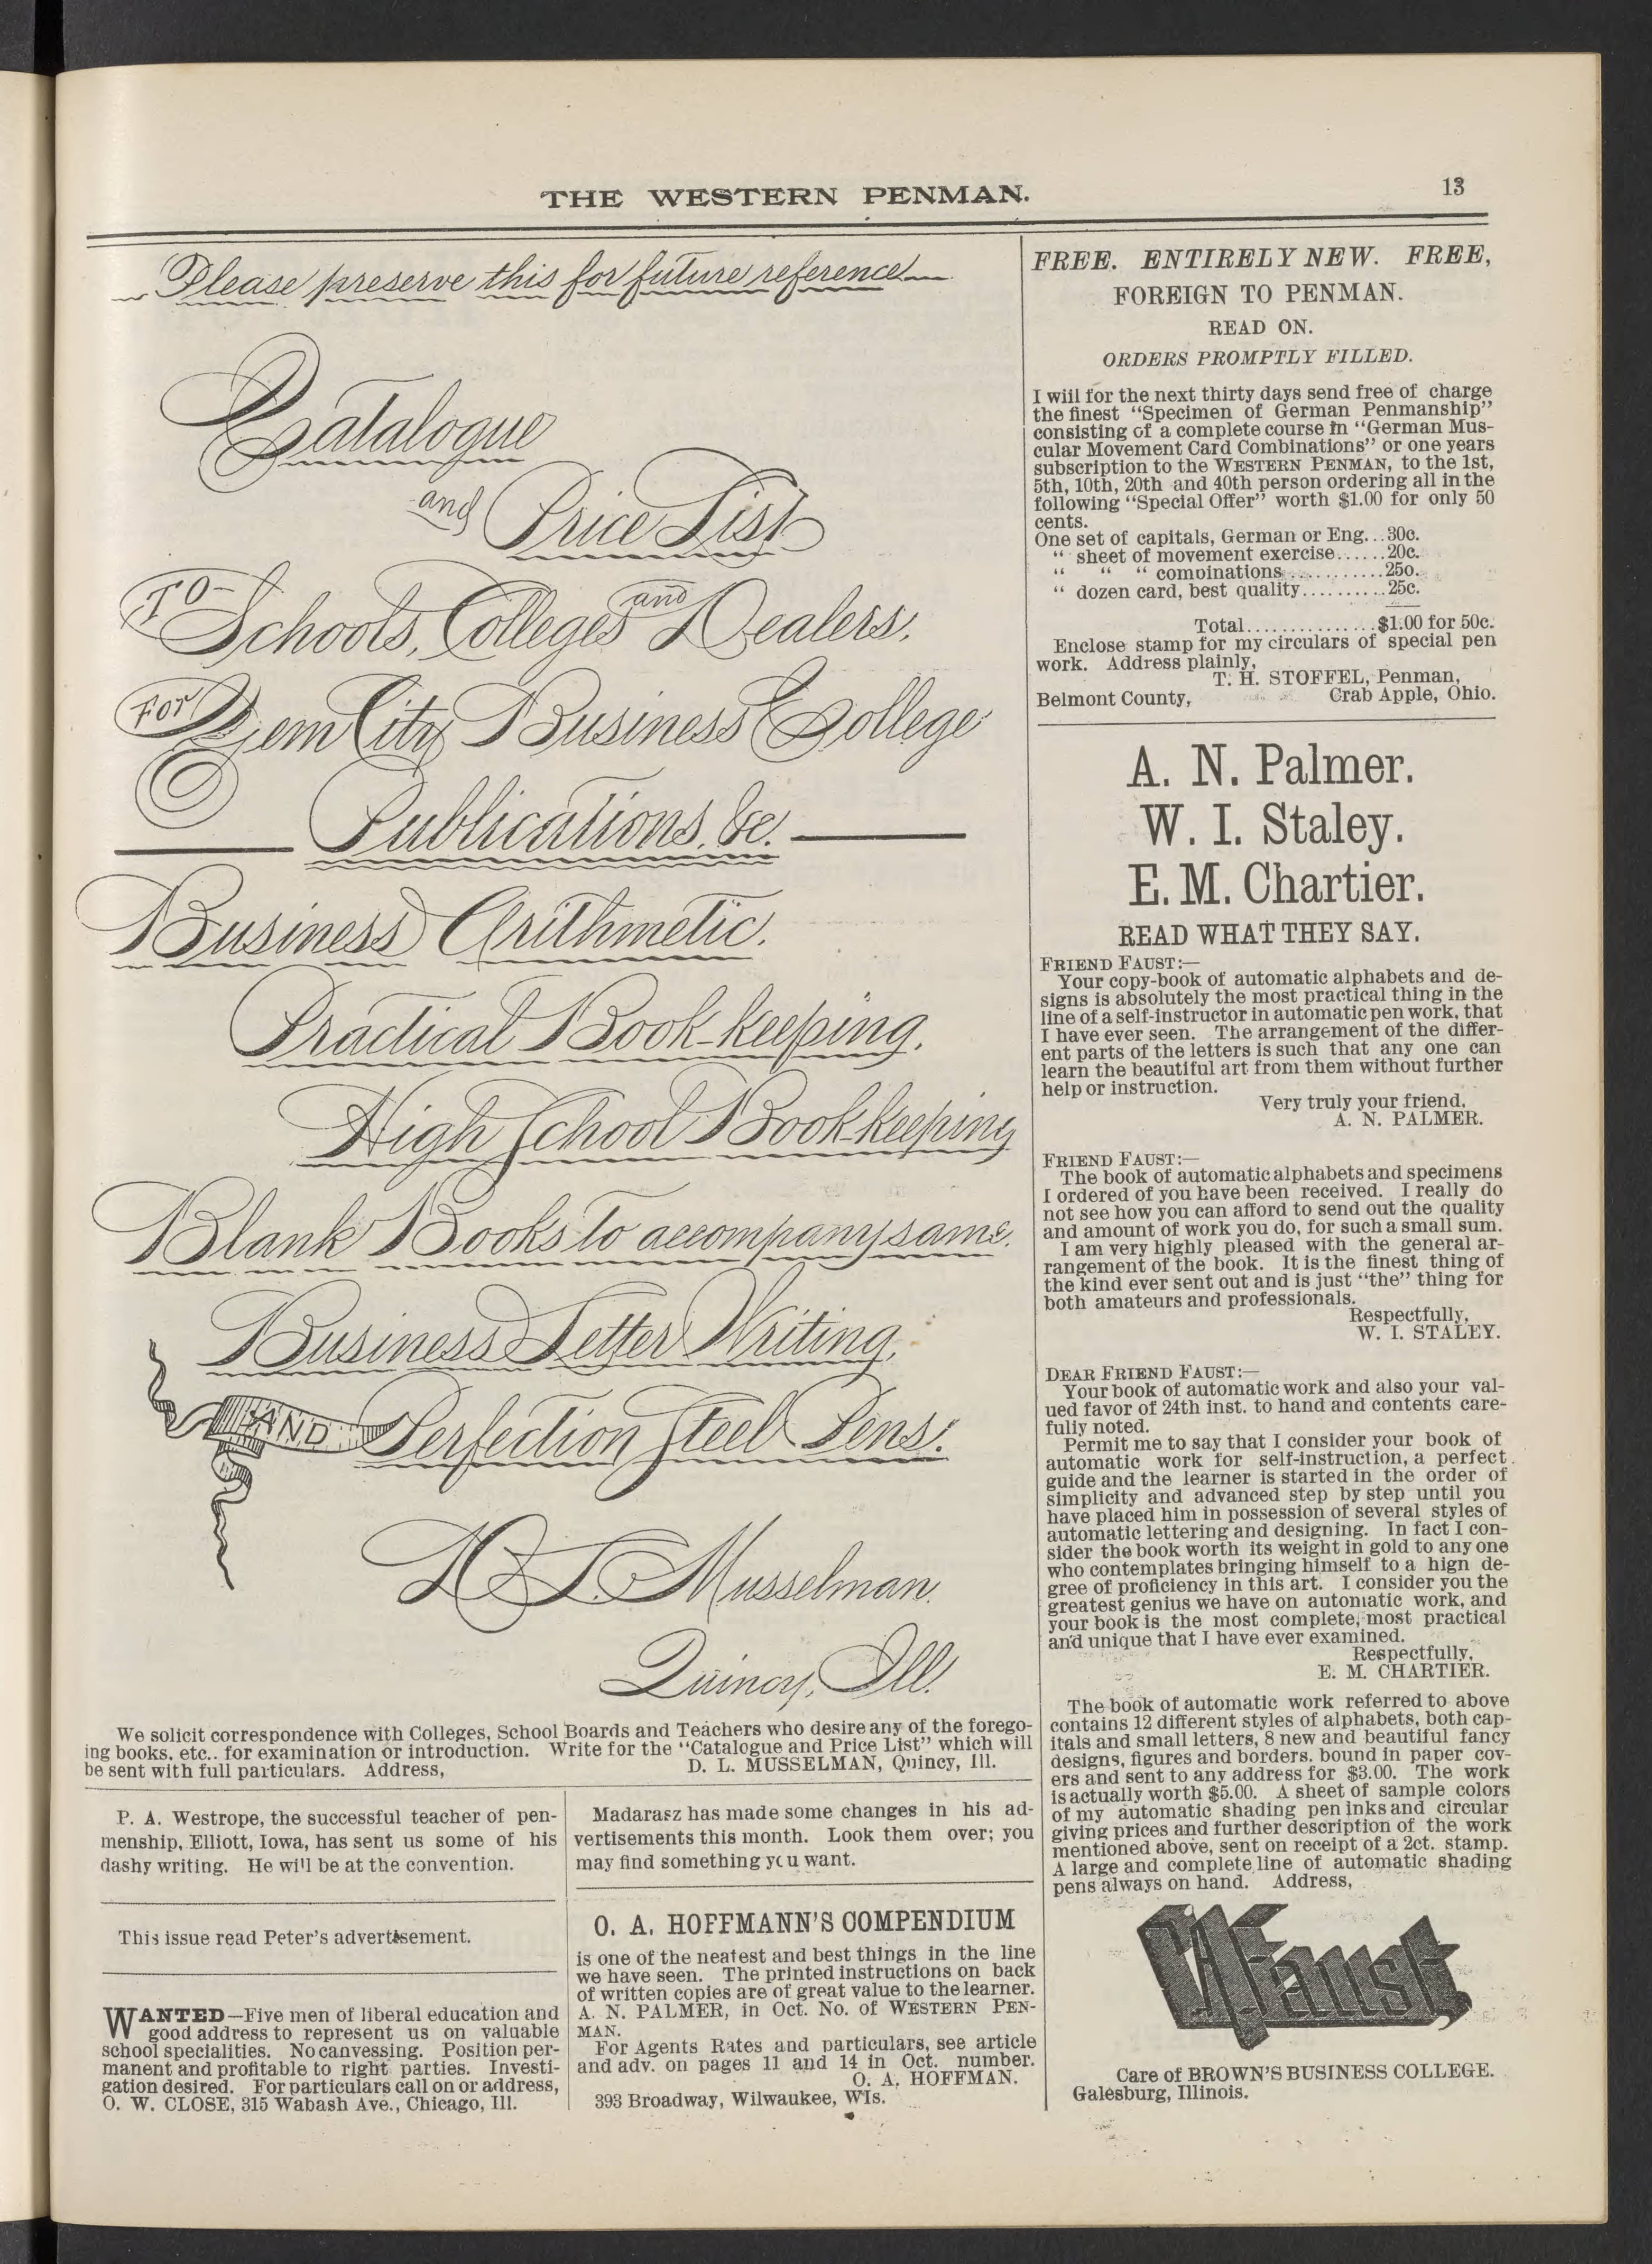 THE WESTERN PENMAN.
13
Please preserve this for future reference
Catalogue
and Price List
To Schools, Colleges and Dealers,
For Gem City Business College
Publications, &c.
Business Arithmetic.
Practical Book-keeping,
High School Book-keeping
Blank Books to accompany same.
Business Letter Writing,
AND Perfection Steel Pens.
D. L. Musselman.
Quincy, Ill.
We solicit correspondence with Colleges, School Boards and Teachers who desire any of the forego-
ing books, etc.. for examination or introduction. Write for the "Catalogue and Price List" which will
be sent with full particulars. Address, D. L. MUSSELMAN, Quincy, Ill.
P. A. Westrope, the successful teacher of pen-
menship, Elliott, Iowa, has sent us some of his
dashy writing. He will be at the convention.
This issue read Peter's advertisement.
WANTED—Five men of liberal education and
good address to represent us on valuable
school specialities. No canvessing. Position per-
manent and profitable to right parties. Investi-
gation desired. For particulars call on or address,
O. W. CLOSE, 315 Wabash Ave., Chicago, Ill.
Madarasz has made some changes in his ad-
vertisements this month. Look them over; you
may find something you want.
O. A. HOFFMANN'S COMPENDIUM
is one of the neatest and best things in the line
we have seen. The printed instructions on back
of written copies are of great value to the learner.
A. N. PALMER, in Oct. No. of WESTERN PEN-
MAN.
For Agents Rates and particulars, see article
and adv. on pages 11 and 14 in Oct. number.
O. A. HOFFMAN.
393 Broadway, Wilwaukee, WIs.
FREE. ENTIRELY NEW. FREE,
FOREIGN TO PENMAN.
READ ON.
ORDERS PROMPTLY FILLED.
I will for the next thirty days send free of charge
the finest "Specimen of German Penmanship"
consisting of a complete course in "German Mus-
cular Movement Card Combinations" or one years
subscription to the WESTERN PENMAN, to the 1st,
5th, 10th, 20th and 40th person ordering all in the
following "Special Offer" worth $1.00 for only 50
cents.
One set of capitals, German or Eng...30c.
" sheet of movement exercise......20c.
" " " combinations............25c.
" dozen card, best quality..........25c.
Total...............$1.00 for 50c.
Enclose stamp for my circulars of special pen
work. Address plainly,
T. H. STOFFEL, Penman,
Belmont County, Crab Apple, Ohio.
A. N. Palmer.
W. I. Staley.
E. M. Chartier.
READ WHAT THEY SAY.
FRIEND FAUST:—
Your copy-book of automatic alphabets and de-
signs is absolutely the most practical thing in the
line of a self-instructor in automatic pen work, that
I have ever seen. The arrangement of the differ-
ent parts of the letters is such that any one can
learn the beautiful art from them without further
help or instruction.
Very truly your friend,
A. N. PALMER.
FRIEND FAUST:—
The book of automatic alphabets and specimens
I ordered of you have been received. I really do
not see how you can afford to send out the quality
and amount of work you do, for such a small sum.
I am very highly pleased with the general ar-
rangement of the book. It is the finest thing of
the kind ever sent out and is just "the" thing for
both amateurs and professionals.
Respectfully,
W. I. STALEY.
DEAR FRIEND FAUST:—
Your book of automatic work and also your val-
ued favor of 24th inst. to hand and contents care-
fully noted.
Permit me to say that I consider your book of
automatic work for self-instruction, a perfect
guide and the learner is started in the order of
simplicity and advanced step by step until you
have placed him in possession of several styles of
automatic lettering and designing. In fact I con-
sider the book worth its weight in gold to any one
who contemplates bringing himself to a hign de-
gree of proficiency in this art. I consider you the
greatest genius we have on automatic work, and
your book is the most complete, most practical
and unique that I have ever examined.
Respectfully,
E. M. CHARTIER.
The book of automatic work referred to above
contains 12 different styles of alphabets, both cap-
itals and small letters, 8 new and beautiful fancy
designs, figures and borders. bound in paper cov-
ers and sent to any address for $3.00. The work
is actually worth $5.00. A sheet of sample colors
of my automatic shading pen inks and circular
giving prices and further description of the work
mentioned above, sent on receipt of a 2ct. stamp.
A large and complete line of automatic shading
pens always on hand. Address,
Faust,
Care of BROWN'S BUSINESS COLLEGE.
Galesburg, Illinois.